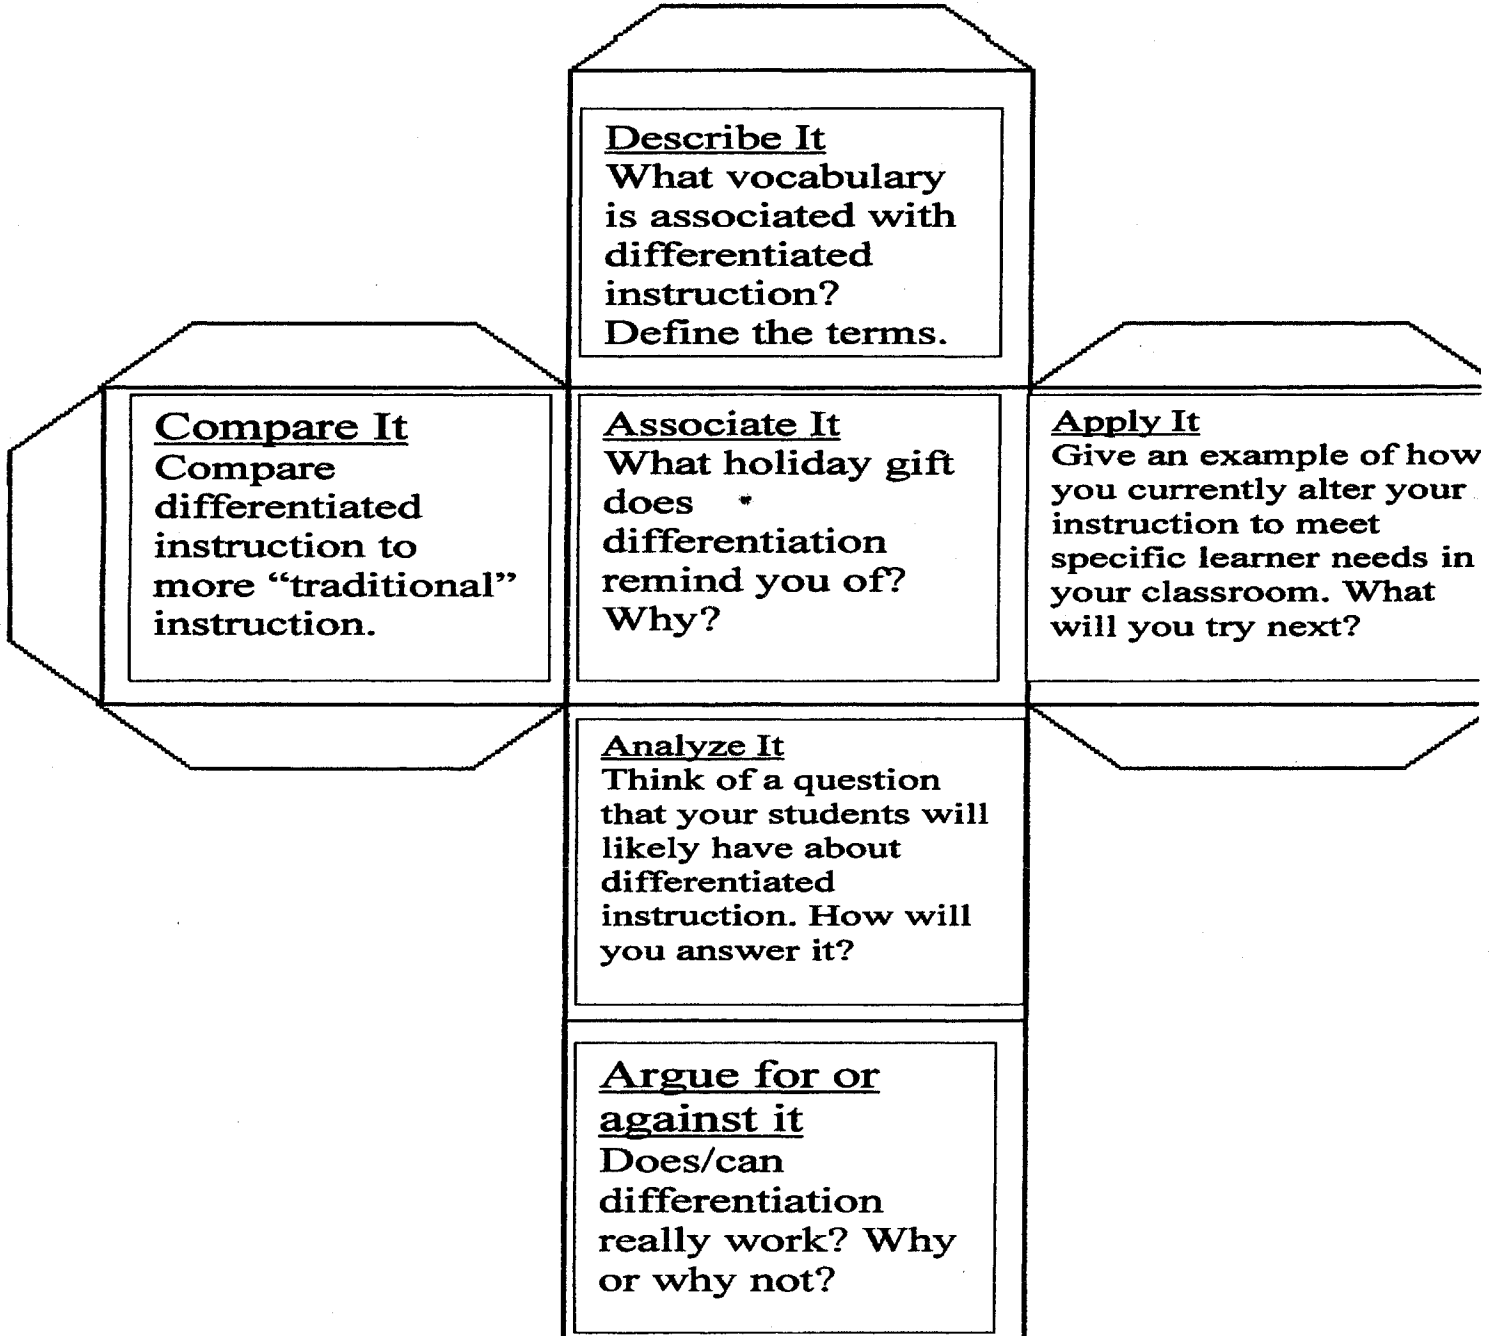 Describe It
What vocabulary
is associated with
differentiated
instruction?
Define the terms.
Compare It
Compare
differentiated
instruction to
more “traditional”
instruction.
Associate It
What holiday gift
does
differentiation
remind you of?
Why?
Apply It
Give an example of how
you currently alter your
instruction to meet
specific learner needs in
your classroom. What
will you try next?
Analyze It
Think of a question
that your students will
likely have about
differentiated
instruction. How will
you answer it?
Argue for or
against it
Does/can
differentiation
really work? Why
or why not?